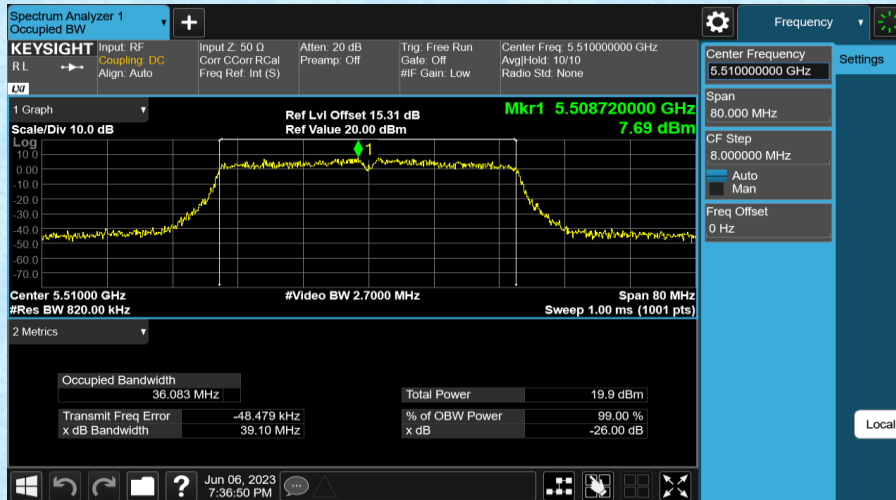 Spectrum Analyzer 1
Occupied BW
Frequency
KEYSIGHT
R L
LXI
Input: RF
Coupling: DC
Align: Auto
Input Z: 50 Ω
Corr CCorr RCal
Freq Ref: Int (S)
Atten: 20 dB
Preamp: Off
Trig: Free Run
Gate: Off
#IF Gain: Low
Center Freq: 5.510000000 GHz
Avg|Hold: 10/10
Radio Std: None
Center Frequency
5.510000000 GHz
Settings
Span
80.000 MHz
CF Step
8.000000 MHz
Auto
Man
Freq Offset
0 Hz
Local
1 Graph
Scale/Div 10.0 dB
Ref Lvl Offset 15.31 dB
Ref Value 20.00 dBm
Mkr1 5.508720000 GHz
7.69 dBm
Log
10.0
0.00
-10.0
-20.0
-30.0
-40.0
-50.0
-60.0
-70.0
1
Center 5.51000 GHz
#Res BW 820.00 kHz
#Video BW 2.7000 MHz
Span 80 MHz
Sweep 1.00 ms (1001 pts)
2 Metrics
Occupied Bandwidth
36.083 MHz
Total Power 19.9 dBm
Transmit Freq Error -48.479 kHz
% of OBW Power 99.00 %
x dB Bandwidth 39.10 MHz
x dB -26.00 dB
?
Jun 06, 2023
7:36:50 PM